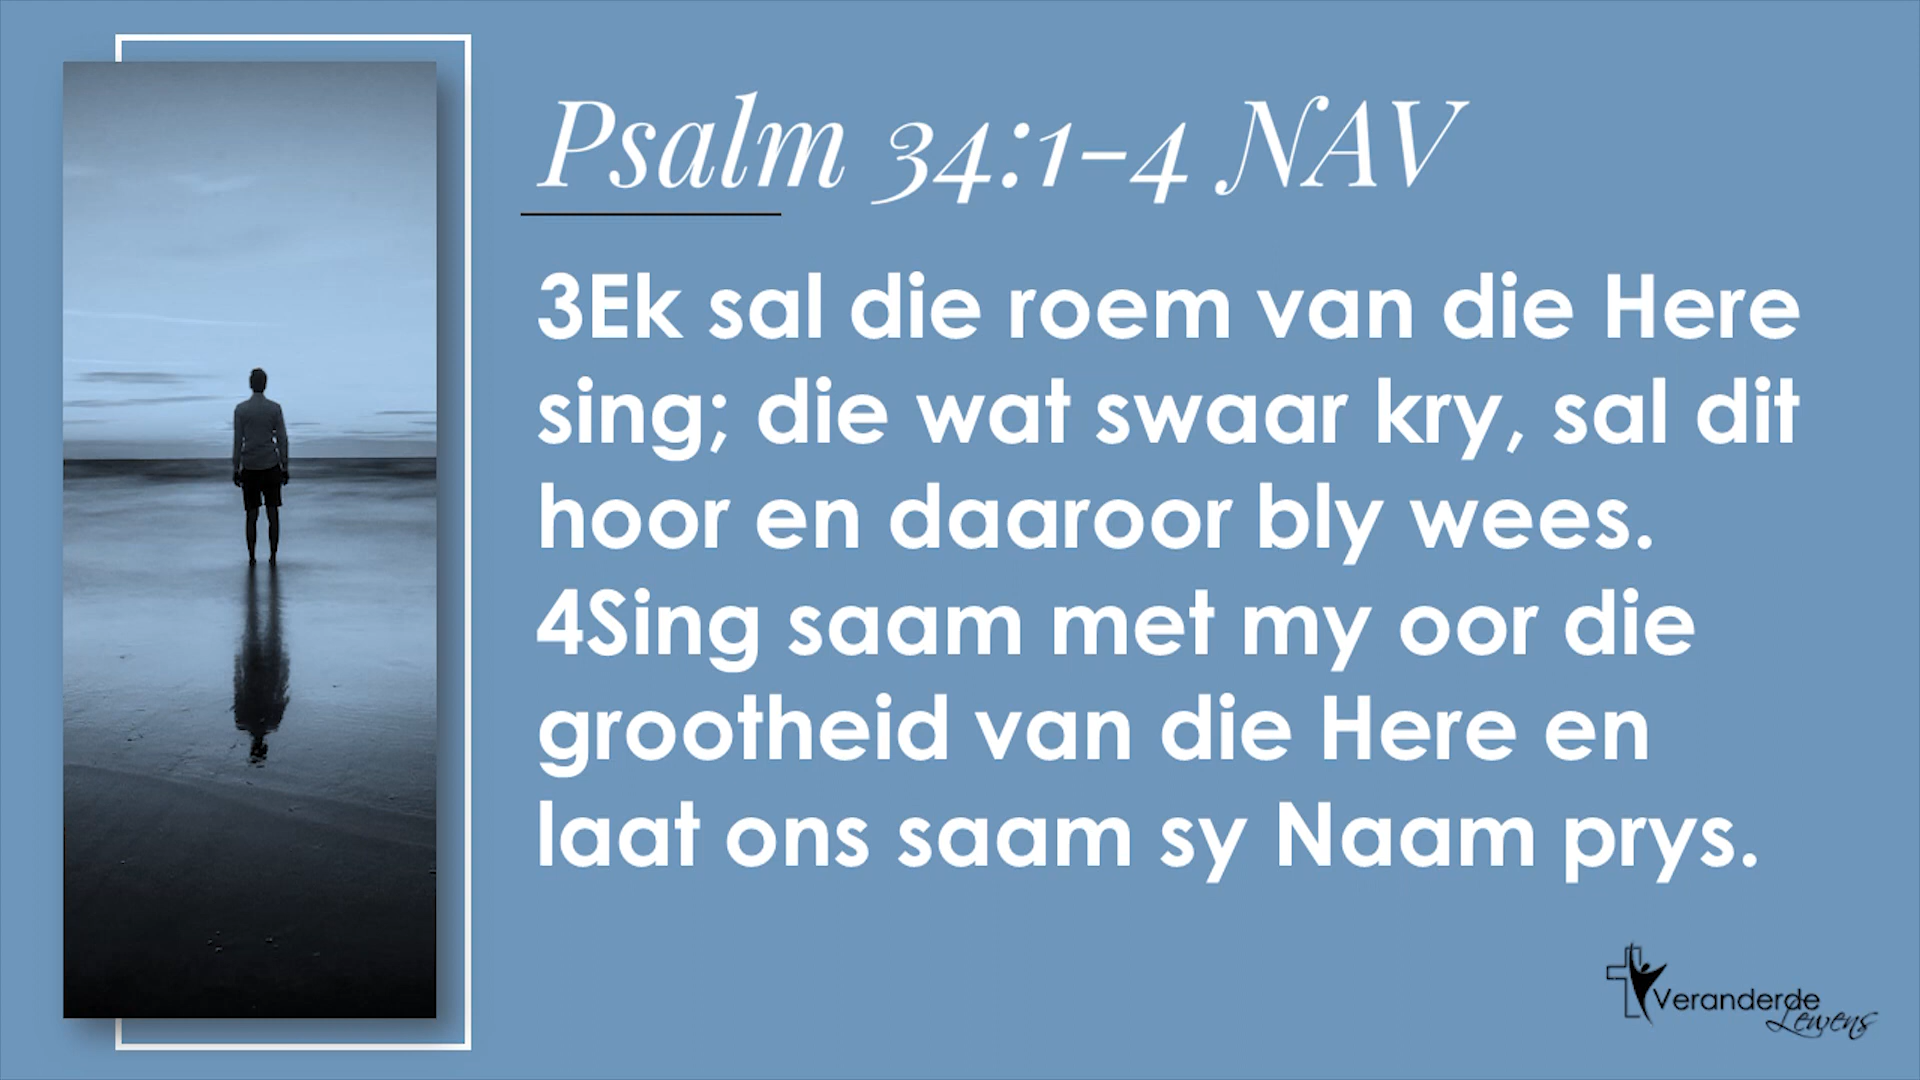 Psalm 34:1-4 NAV
3Ek sal die roem van die Here
sing; die wat swaar kry, sal dit
hoor en daaroor bly wees.
4Sing saam met my oor die
grootheid van die Here en
laat ons saam sy Naam prys.
Veranderde
Lewens